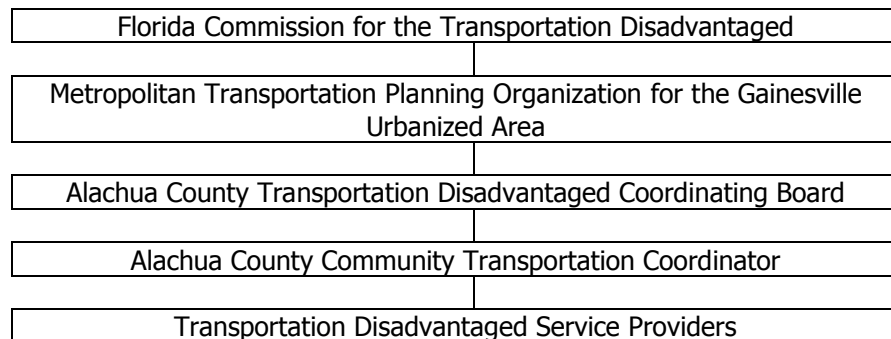 Florida Commission for the Transportation Disadvantaged
Metropolitan Transportation Planning Organization for the Gainesville
Urbanized Area
Alachua County Transportation Disadvantaged Coordinating Board
Alachua County Community Transportation Coordinator
Transportation Disadvantaged Service Providers